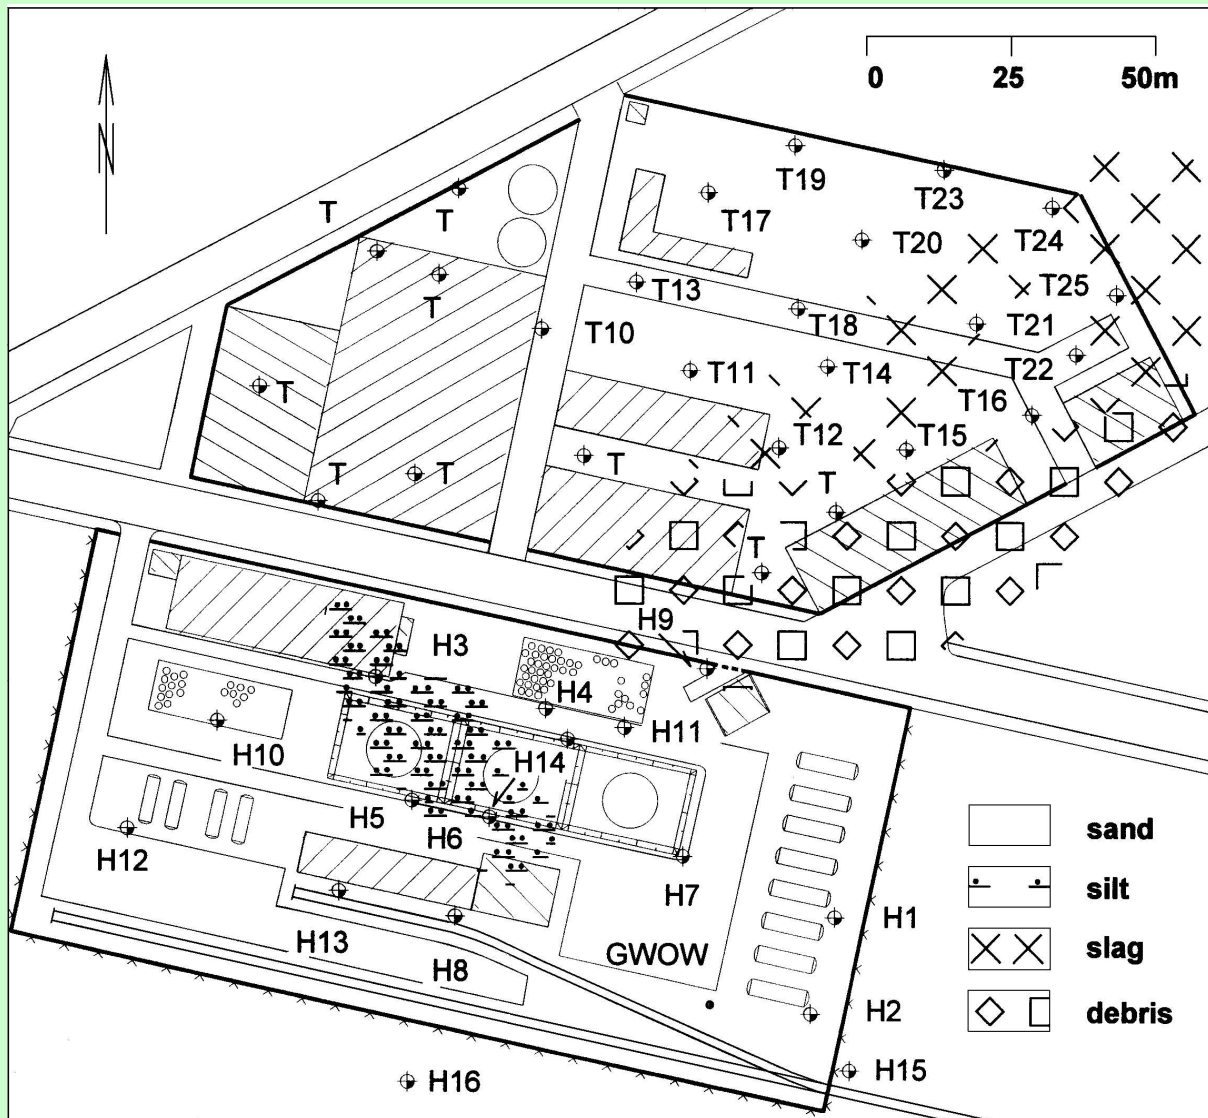 N
0 25 50m
T19
T23
T
T
T17
T24
T20
T25
T13
T
T18
T21
T10
T22
T11
T14
T
T16
T12
T15
T
T
T
T
T
H9
H3
H4
H11
H10
H14
H5
H6
sand
H12
H7
silt
H1
H13
GWOW
slag
H8
H2
debris
H15
H16